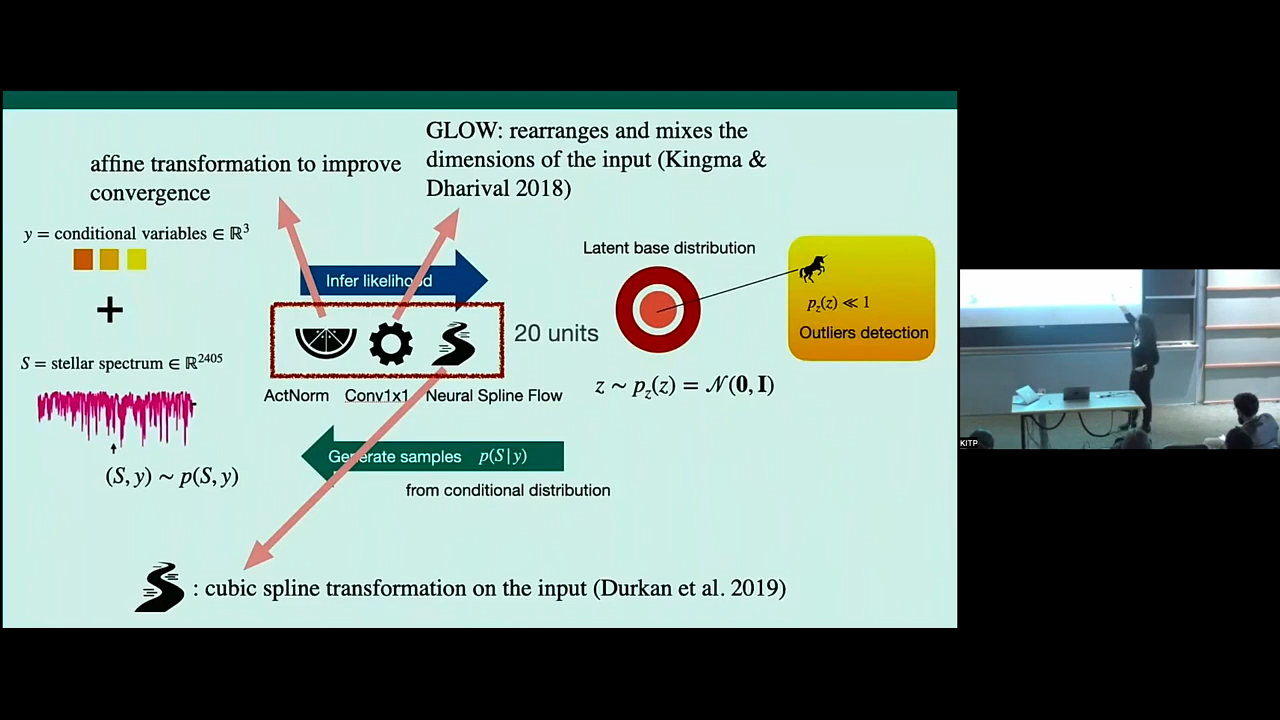 GLOW: rearranges and mixes the
dimensions of the input (Kingma &
Dharival 2018)
affine transformation to improve
convergence
y = conditional variables ∈ ℝ³
+
S = stellar spectrum ∈ ℝ²⁴⁰⁵
(S, y) ∼ p(S, y)
Infer likelihood
ActNorm Conv1x1 Neural Spline Flow
20 units
Generate samples p(S|y)
from conditional distribution
Latent base distribution
z ∼ p_z(z) = 𝒩(0, I)
p_z(z) ≪ 1
Outliers detection
: cubic spline transformation on the input (Durkan et al. 2019)
KITP